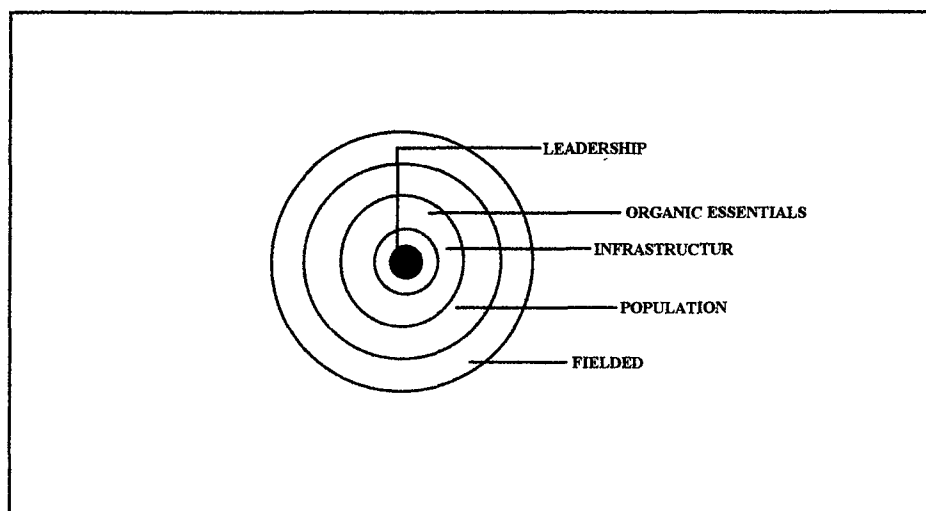 LEADERSHIP
ORGANIC ESSENTIALS
INFRASTRUCTUR
POPULATION
FIELDED